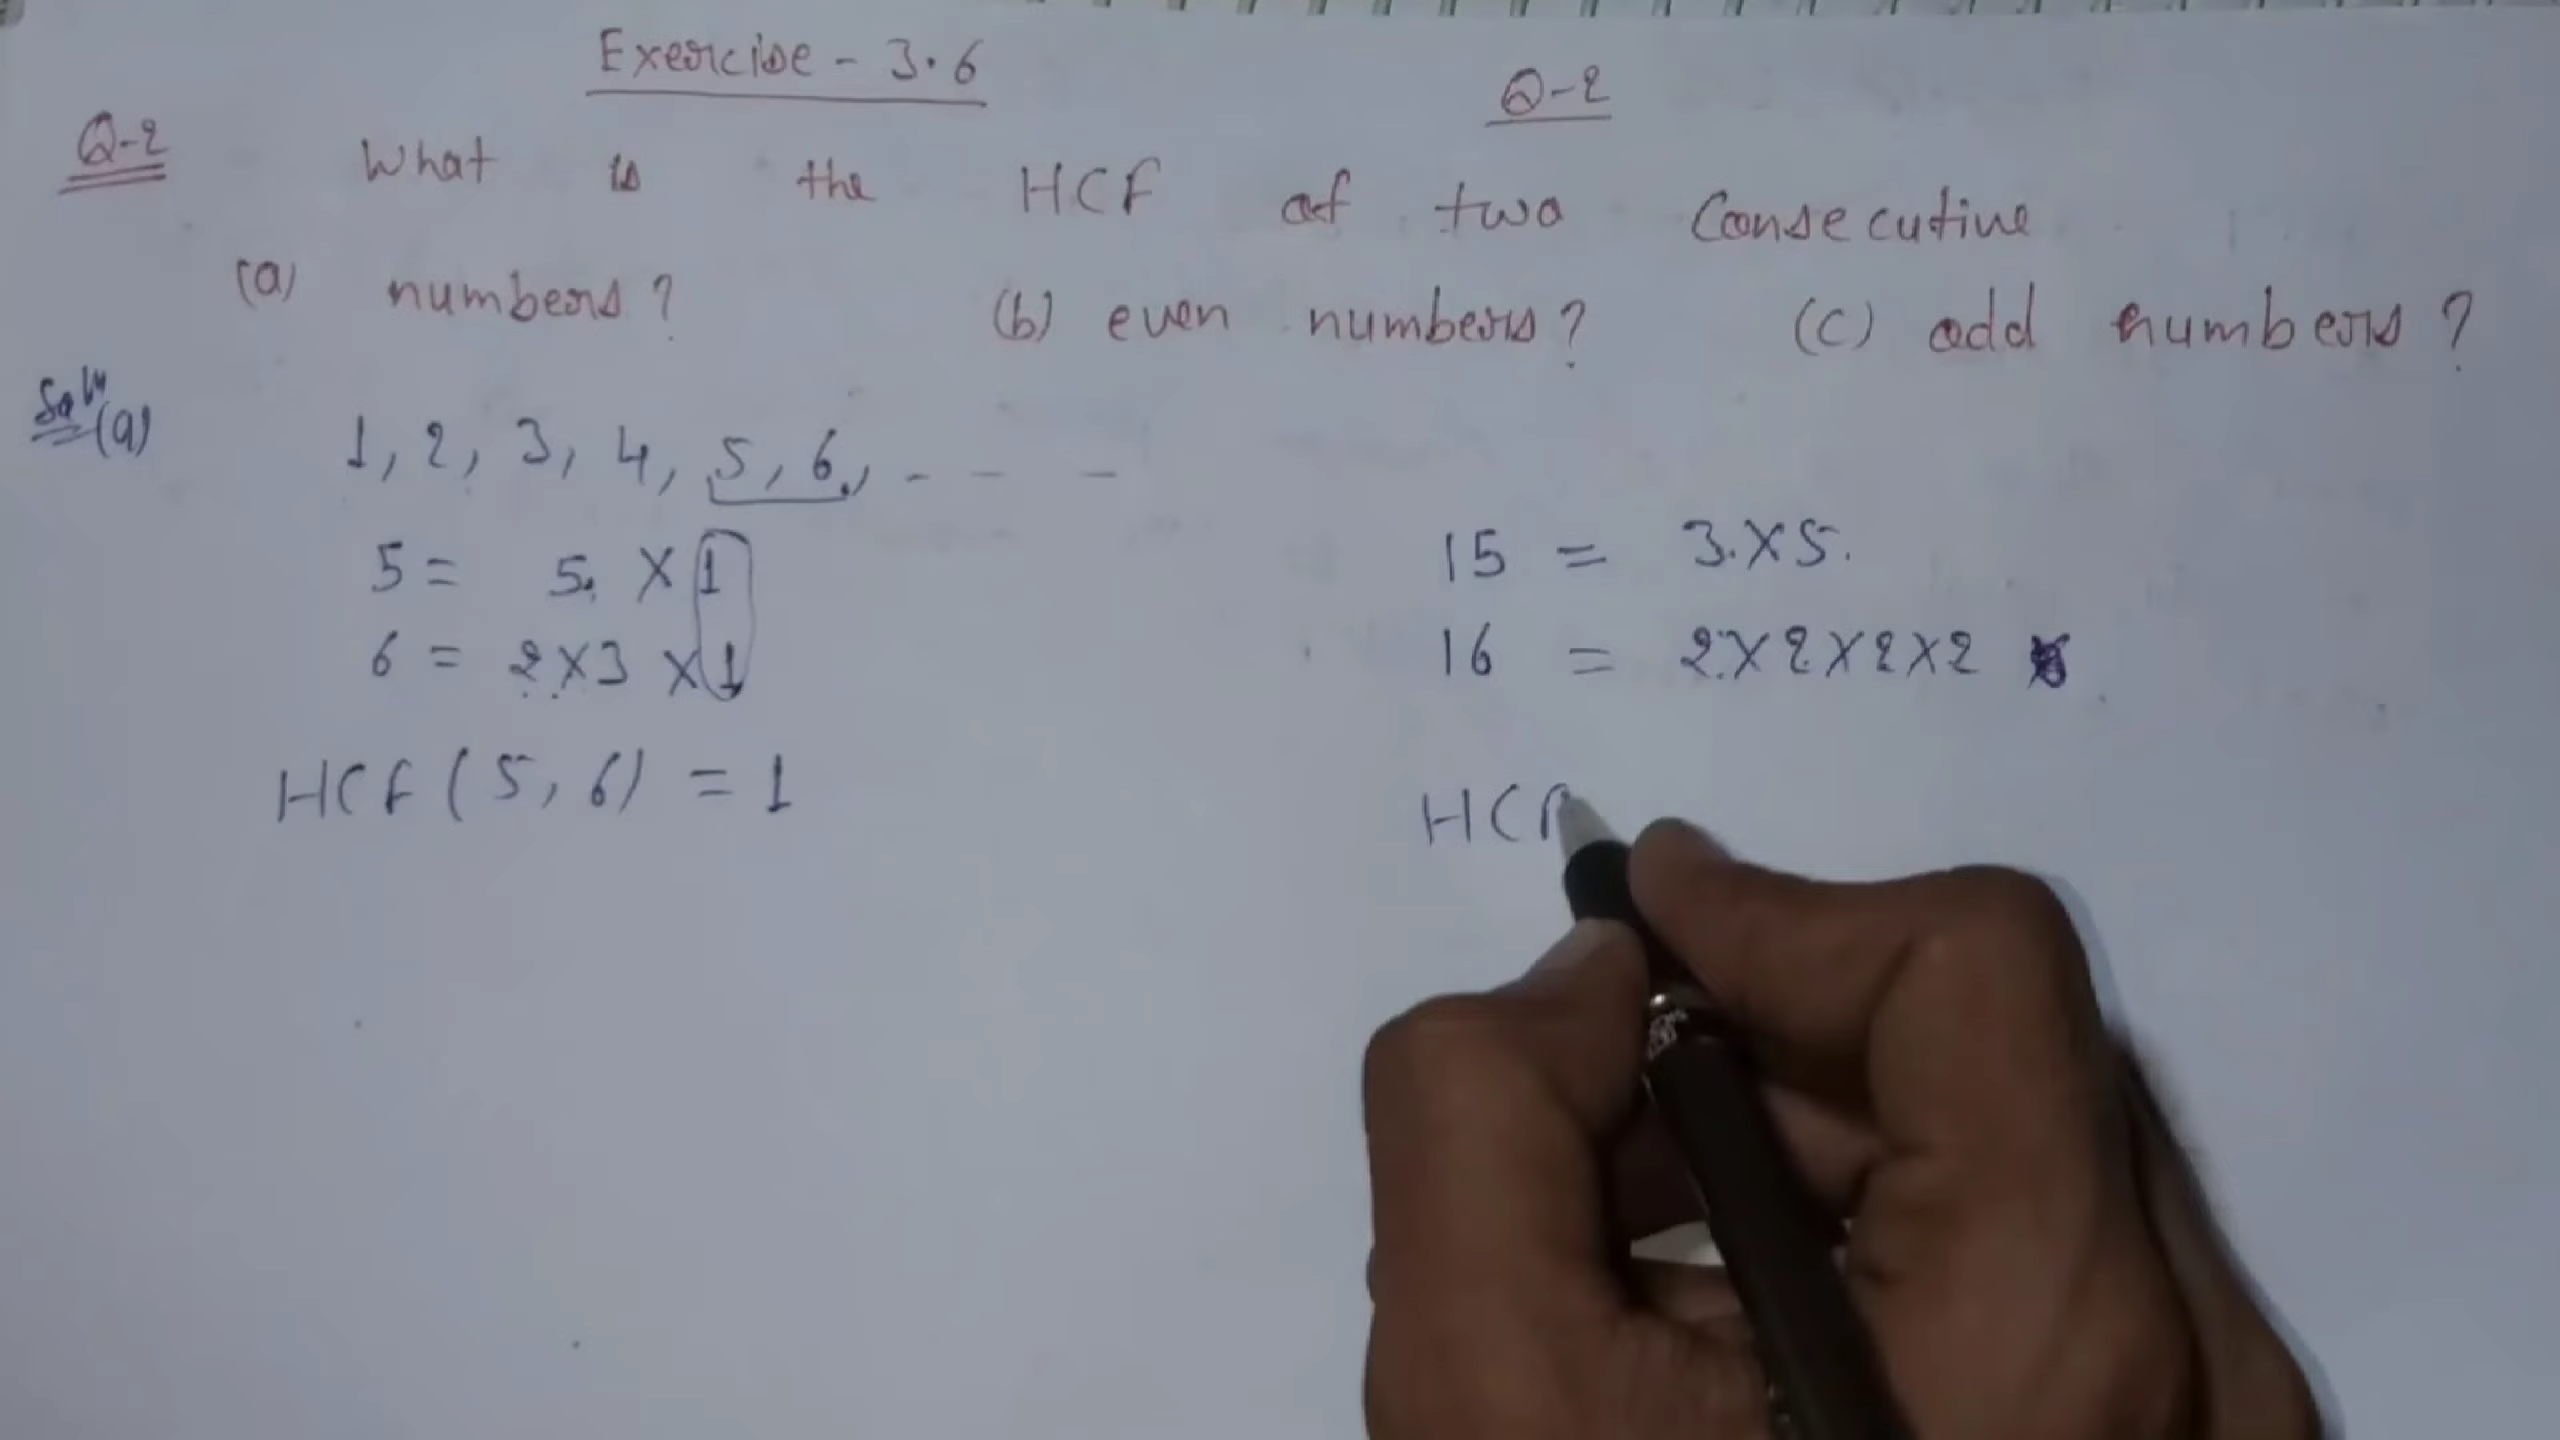 Exercise - 3.6
Q-2
Q-2 What is the HCF of two Consecutive
(a) numbers? (b) even numbers? (c) odd numbers?
Solⁿ (a) 1, 2, 3, 4, 5, 6, - - -
5 = 5 × 1
6 = 2 × 3 × 1
HCF (5, 6) = 1
15 = 3 × 5
16 = 2 × 2 × 2 × 2
HCF